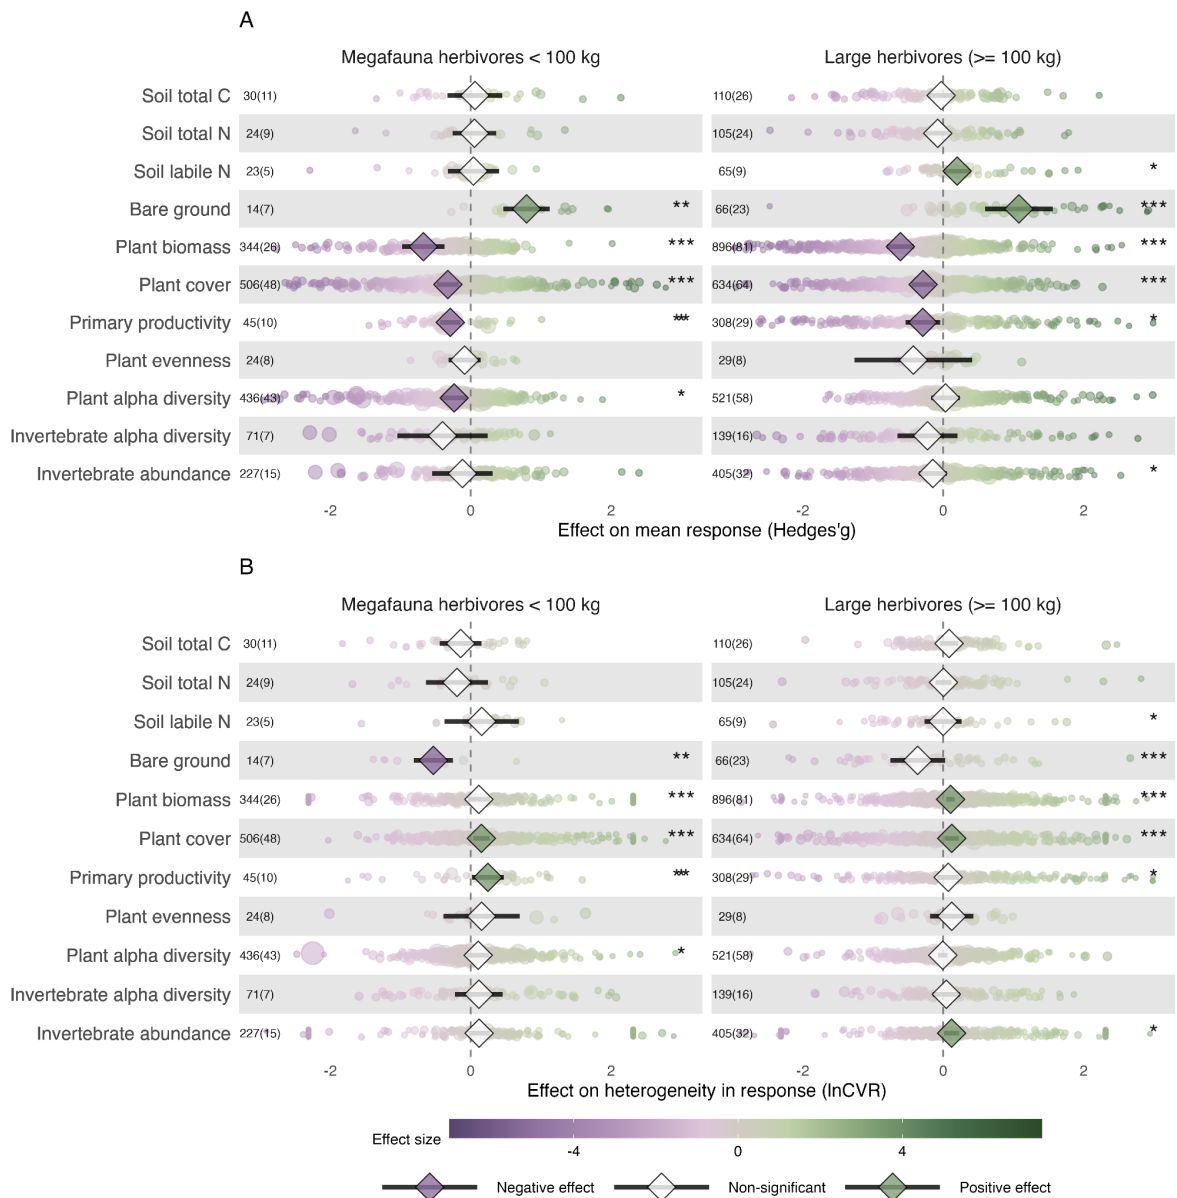 A
Megafauna herbivores < 100 kg
Large herbivores (>= 100 kg)
Soil total C 30(11) 110(26)
Soil total N 24(9) 105(24)
Soil labile N 23(5) 65(9) *
Bare ground 14(7) ** 66(23) ***
Plant biomass 344(26) *** 896(81) ***
Plant cover 506(48) *** 634(64) ***
Primary productivity 45(10) *** 308(29) *
Plant evenness 24(8) 29(8)
Plant alpha diversity 436(43) * 521(58)
Invertebrate alpha diversity 71(7) 139(16)
Invertebrate abundance 227(15) 405(32) *
-2 0 2 -2 0 2
Effect on mean response (Hedges'g)
B
Megafauna herbivores < 100 kg
Large herbivores (>= 100 kg)
Soil total C 30(11) 110(26)
Soil total N 24(9) 105(24)
Soil labile N 23(5) 65(9) *
Bare ground 14(7) ** 66(23) ***
Plant biomass 344(26) *** 896(81) ***
Plant cover 506(48) *** 634(64) ***
Primary productivity 45(10) *** 308(29) *
Plant evenness 24(8) 29(8)
Plant alpha diversity 436(43) * 521(58)
Invertebrate alpha diversity 71(7) 139(16)
Invertebrate abundance 227(15) 405(32) *
-2 0 2 -2 0 2
Effect on heterogeneity in response (lnCVR)
Effect size
-4 0 4
Negative effect Non-significant Positive effect